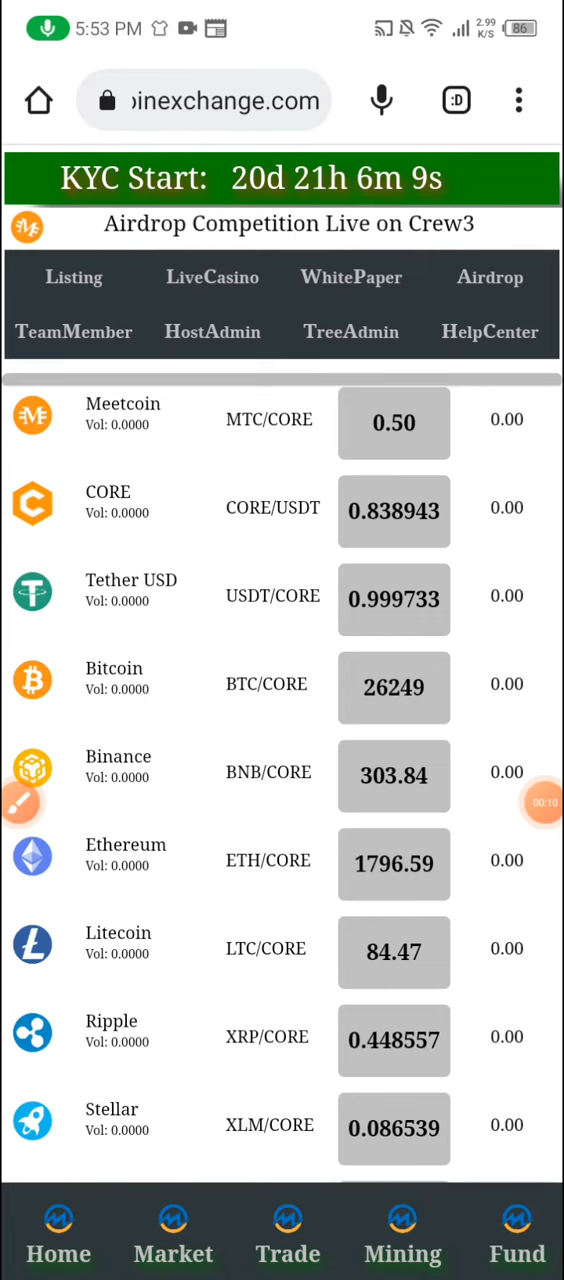 5:53 PM 2.99 K/S 86
oinexchange.com :D
KYC Start: 20d 21h 6m 9s
Airdrop Competition Live on Crew3
Listing LiveCasino WhitePaper Airdrop
TeamMember HostAdmin TreeAdmin HelpCenter
Meetcoin
Vol: 0.0000 MTC/CORE 0.50 0.00
CORE
Vol: 0.0000 CORE/USDT 0.838943 0.00
Tether USD
Vol: 0.0000 USDT/CORE 0.999733 0.00
Bitcoin
Vol: 0.0000 BTC/CORE 26249 0.00
Binance
Vol: 0.0000 BNB/CORE 303.84 0.00
00:10
Ethereum
Vol: 0.0000 ETH/CORE 1796.59 0.00
Litecoin
Vol: 0.0000 LTC/CORE 84.47 0.00
Ripple
Vol: 0.0000 XRP/CORE 0.448557 0.00
Stellar
Vol: 0.0000 XLM/CORE 0.086539 0.00
Home Market Trade Mining Fund